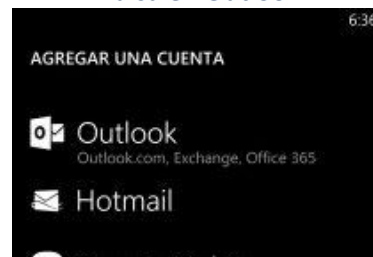 6:36
AGREGAR UNA CUENTA
Outlook
Outlook.com, Exchange, Office 365
Hotmail